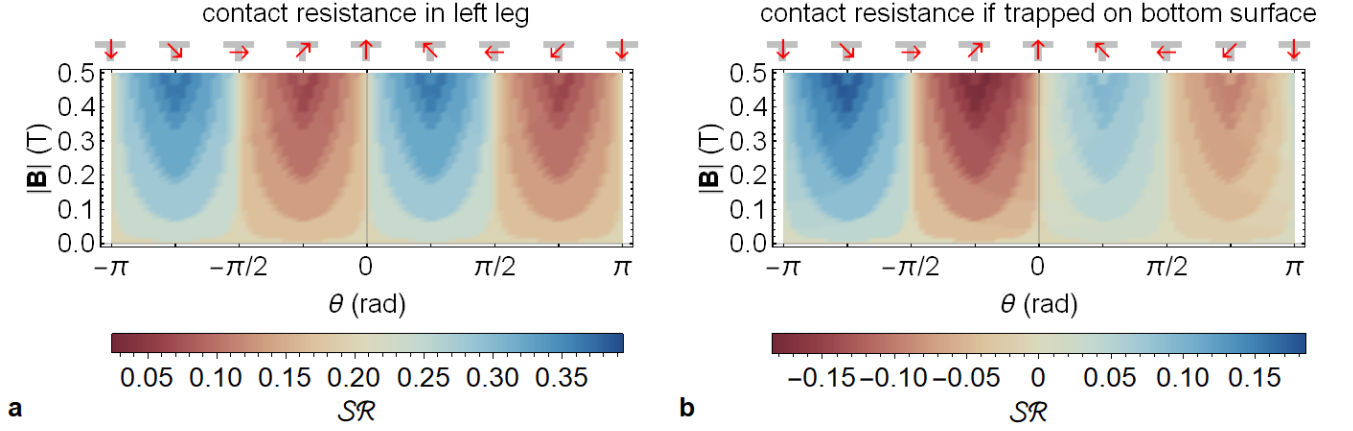 contact resistance in left leg
0.5
0.4
0.3
0.2
0.1
0.0
|B| (T)
−π
−π/2
0
π/2
π
θ (rad)
0.05 0.10 0.15 0.20 0.25 0.30 0.35
a
𝒮ℛ
contact resistance if trapped on bottom surface
0.5
0.4
0.3
0.2
0.1
0.0
|B| (T)
−π
−π/2
0
π/2
π
θ (rad)
−0.15 −0.10 −0.05 0 0.05 0.10 0.15
b
𝒮ℛ